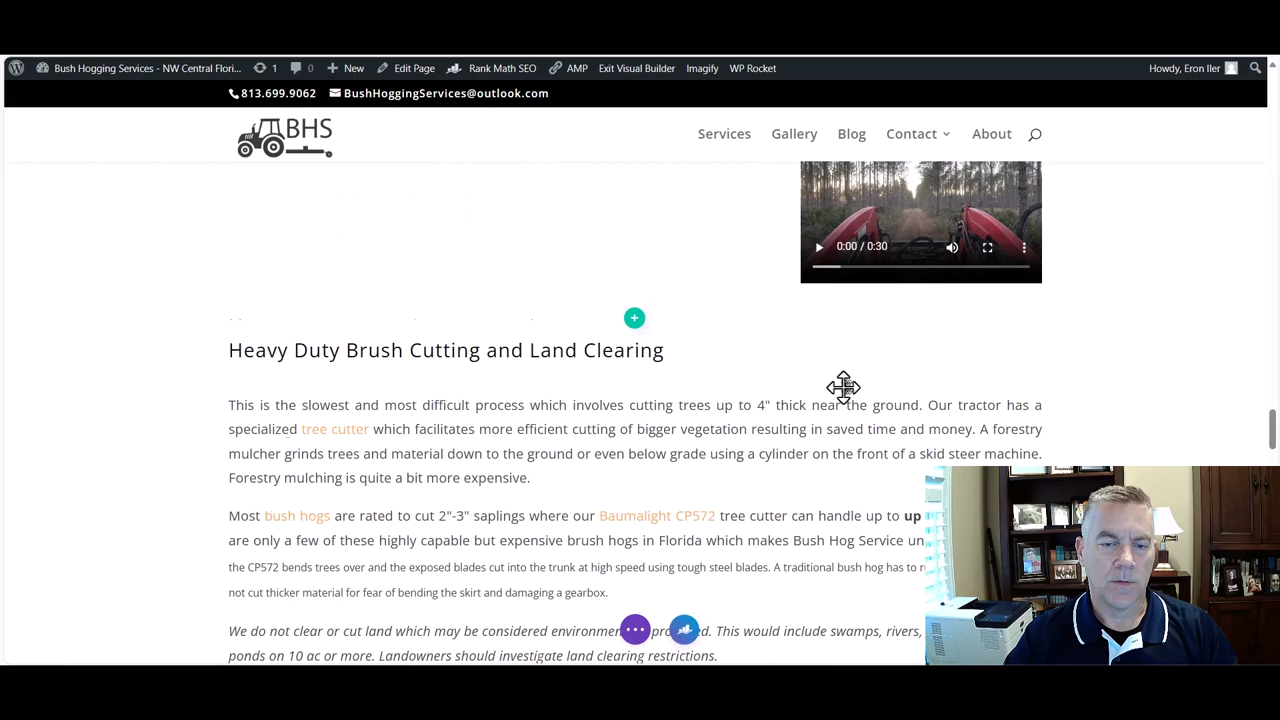 Bush Hogging Services - NW Central Flori... 1 0 New Edit Page Rank Math SEO AMP Exit Visual Builder Imagify WP Rocket Howdy, Eron Iler
813.699.9062 BushHoggingServices@outlook.com
BHS Services Gallery Blog Contact About
0:00 / 0:30
Heavy Duty Brush Cutting and Land Clearing
This is the slowest and most difficult process which involves cutting trees up to 4" thick near the ground. Our tractor has a
specialized tree cutter which facilitates more efficient cutting of bigger vegetation resulting in saved time and money. A forestry
mulcher grinds trees and material down to the ground or even below grade using a cylinder on the front of a skid steer machine.
Forestry mulching is quite a bit more expensive.
Most bush hogs are rated to cut 2"-3" saplings where our Baumalight CP572 tree cutter can handle up to up
are only a few of these highly capable but expensive brush hogs in Florida which makes Bush Hog Service
the CP572 bends trees over and the exposed blades cut into the trunk at high speed using tough steel blades. A traditional bush hog has to
not cut thicker material for fear of bending the skirt and damaging a gearbox.
We do not clear or cut land which may be considered This would include swamps, rivers,
ponds on 10 ac or more. Landowners should investigate land clearing restrictions.